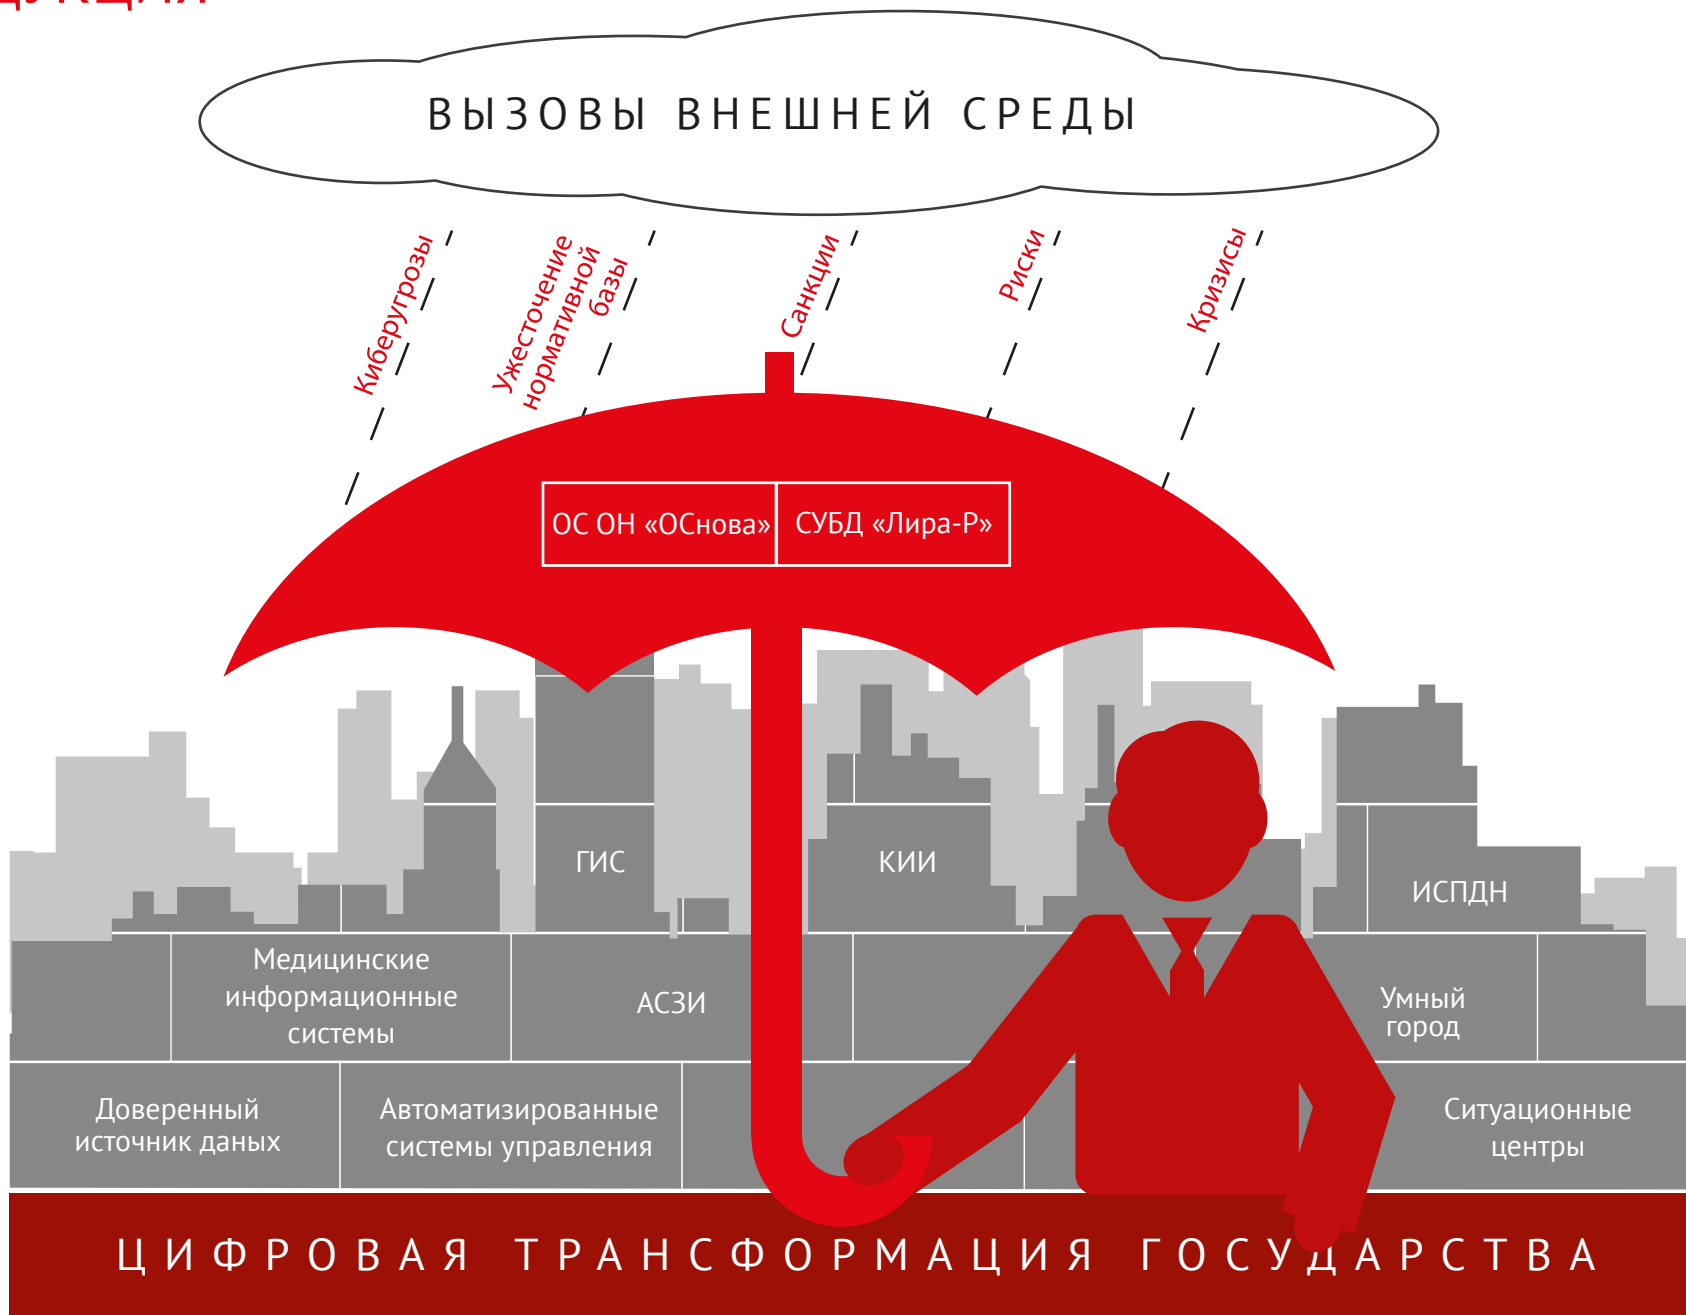 ВЫЗОВЫ ВНЕШНЕЙ СРЕДЫ
Киберугрозы
Ужесточение
нормативной
базы
Санкции
Риски
Кризисы
ОС ОН «ОСнова»
СУБД «Лира-Р»
ГИС
КИИ
ИСПДН
Медицинские
информационные
системы
АСЗИ
Умный
город
Доверенный
источник даных
Автоматизированные
системы управления
Ситуационные
центры
ЦИФРОВАЯ ТРАНСФОРМАЦИЯ ГОСУДАРСТВА